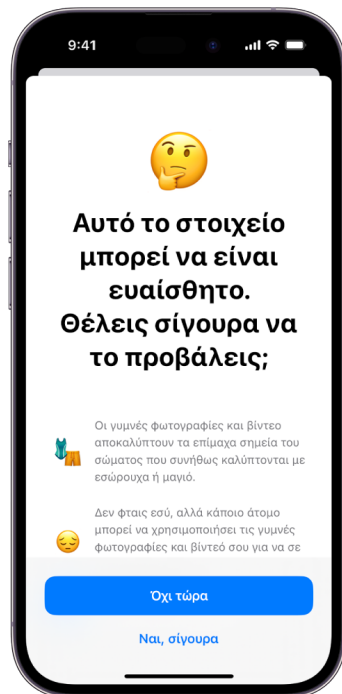 9:41
Αυτό το στοιχείο
μπορεί να είναι
ευαίσθητο.
Θέλεις σίγουρα να
το προβάλεις;
Οι γυμνές φωτογραφίες και βίντεο
αποκαλύπτουν τα επίμαχα σημεία του
σώματος που συνήθως καλύπτονται με
εσώρουχα ή μαγιό.
Δεν φταις εσύ, αλλά κάποιο άτομο
μπορεί να χρησιμοποιήσει τις γυμνές
φωτογραφίες και βίντεό σου για να σε
Όχι τώρα
Ναι, σίγουρα